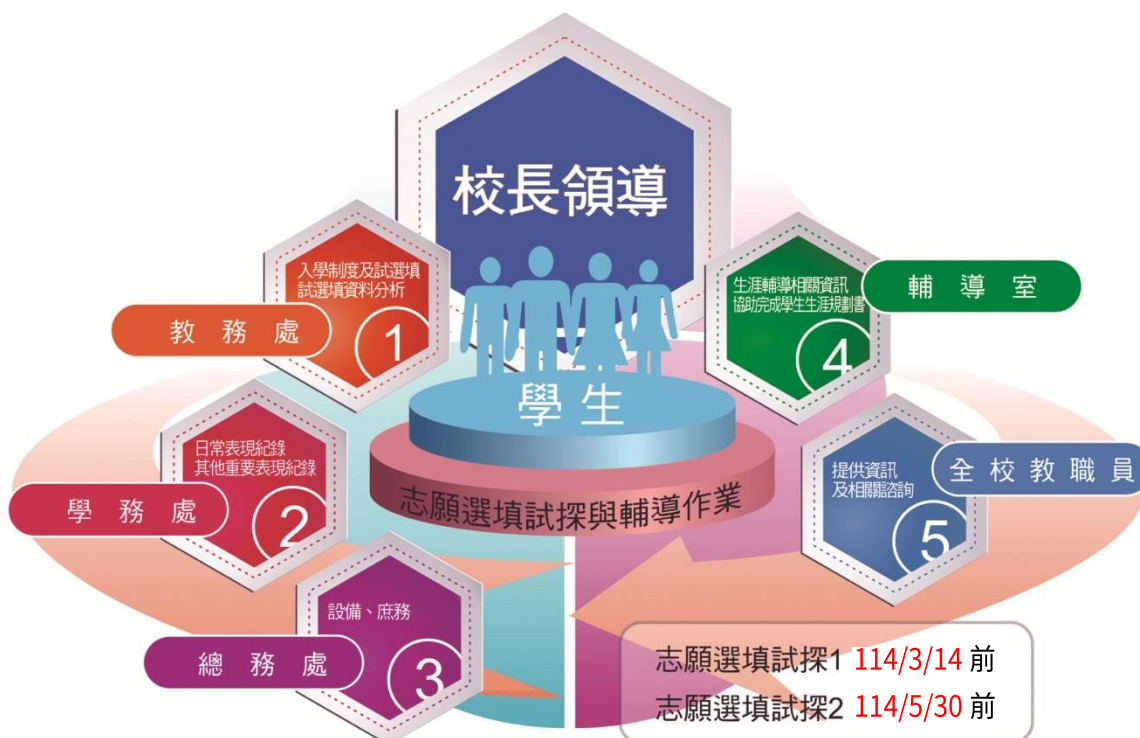 校長領導
入學制度及試選填
試選填資料分析
1
教務處
日常表現紀錄
其他重要表現紀錄
2
學務處
設備、庶務
3
總務處
生涯輔導相關資訊
協助完成學生生涯規劃書
4
輔導室
提供資訊
及相關諮詢
5
全校教職員
學生
志願選填試探與輔導作業
志願選填試探1 114/3/14 前
志願選填試探2 114/5/30 前